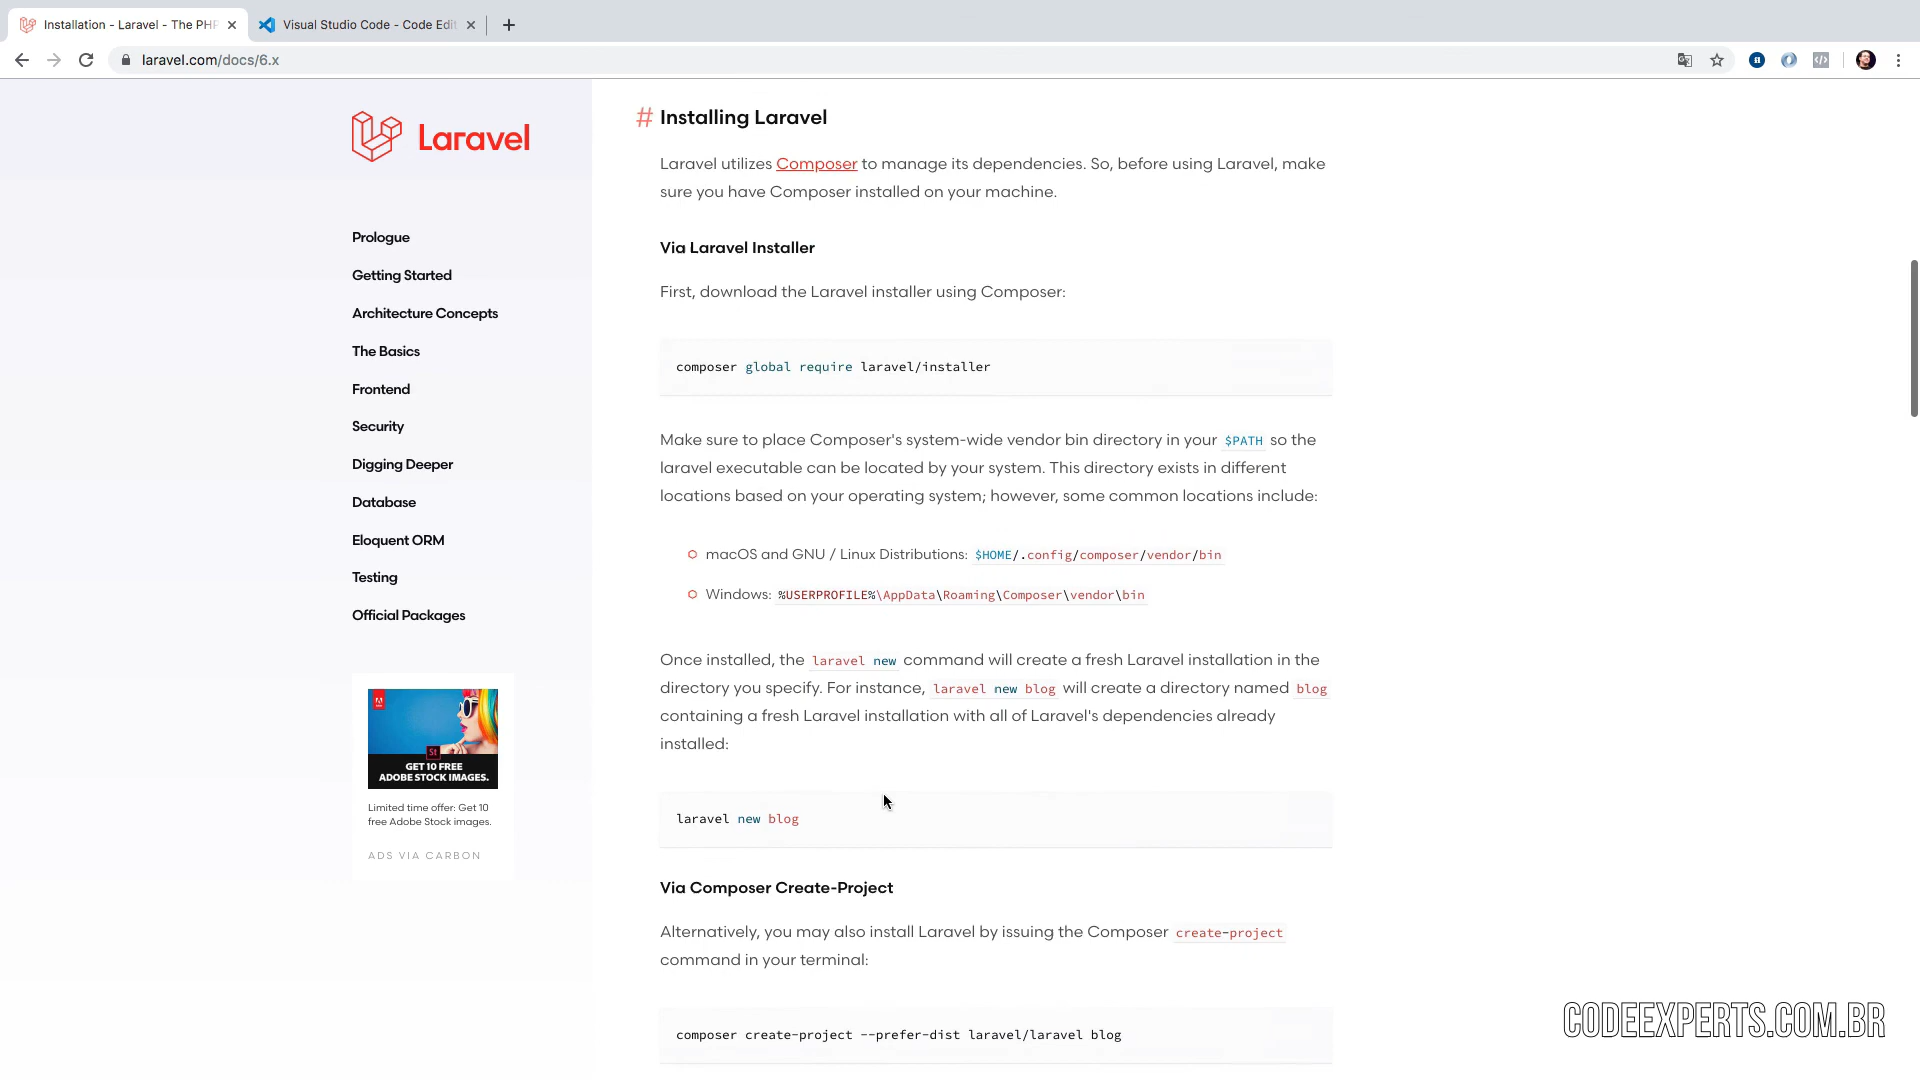 Installation - Laravel - The PHP
Visual Studio Code - Code Edit
laravel.com/docs/6.x
Laravel
Prologue
Getting Started
Architecture Concepts
The Basics
Frontend
Security
Digging Deeper
Database
Eloquent ORM
Testing
Official Packages
St
GET 10 FREE
ADOBE STOCK IMAGES.
Limited time offer: Get 10
free Adobe Stock images.
ADS VIA CARBON
# Installing Laravel
Laravel utilizes Composer to manage its dependencies. So, before using Laravel, make
sure you have Composer installed on your machine.
Via Laravel Installer
First, download the Laravel installer using Composer:
composer global require laravel/installer
Make sure to place Composer's system-wide vendor bin directory in your $PATH so the
laravel executable can be located by your system. This directory exists in different
locations based on your operating system; however, some common locations include:
macOS and GNU / Linux Distributions: $HOME/.config/composer/vendor/bin
Windows: %USERPROFILE%\AppData\Roaming\Composer\vendor\bin
Once installed, the laravel new command will create a fresh Laravel installation in the
directory you specify. For instance, laravel new blog will create a directory named blog
containing a fresh Laravel installation with all of Laravel's dependencies already
installed:
laravel new blog
Via Composer Create-Project
Alternatively, you may also install Laravel by issuing the Composer create-project
command in your terminal:
composer create-project --prefer-dist laravel/laravel blog
CODEEXPERTS.COM.BR